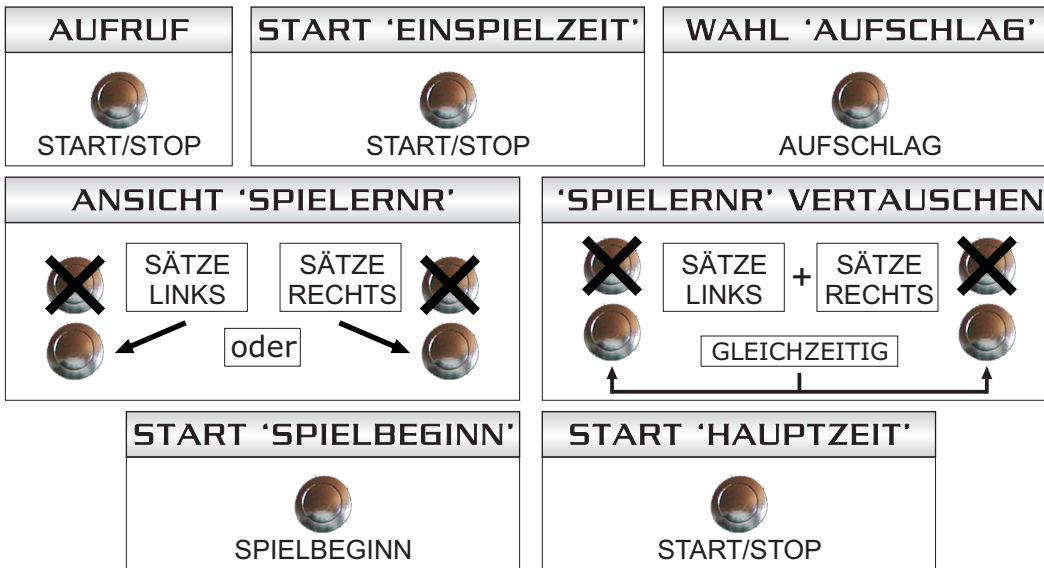 AUFRUF
START/STOP
START 'EINSPIELZEIT'
START/STOP
WAHL 'AUFSCHLAG'
AUFSCHLAG
ANSICHT 'SPIELERNR'
SÄTZE
LINKS
SÄTZE
RECHTS
oder
'SPIELERNR' VERTAUSCHEN
SÄTZE
LINKS
+
SÄTZE
RECHTS
GLEICHZEITIG
START 'SPIELBEGINN'
SPIELBEGINN
START 'HAUPTZEIT'
START/STOP